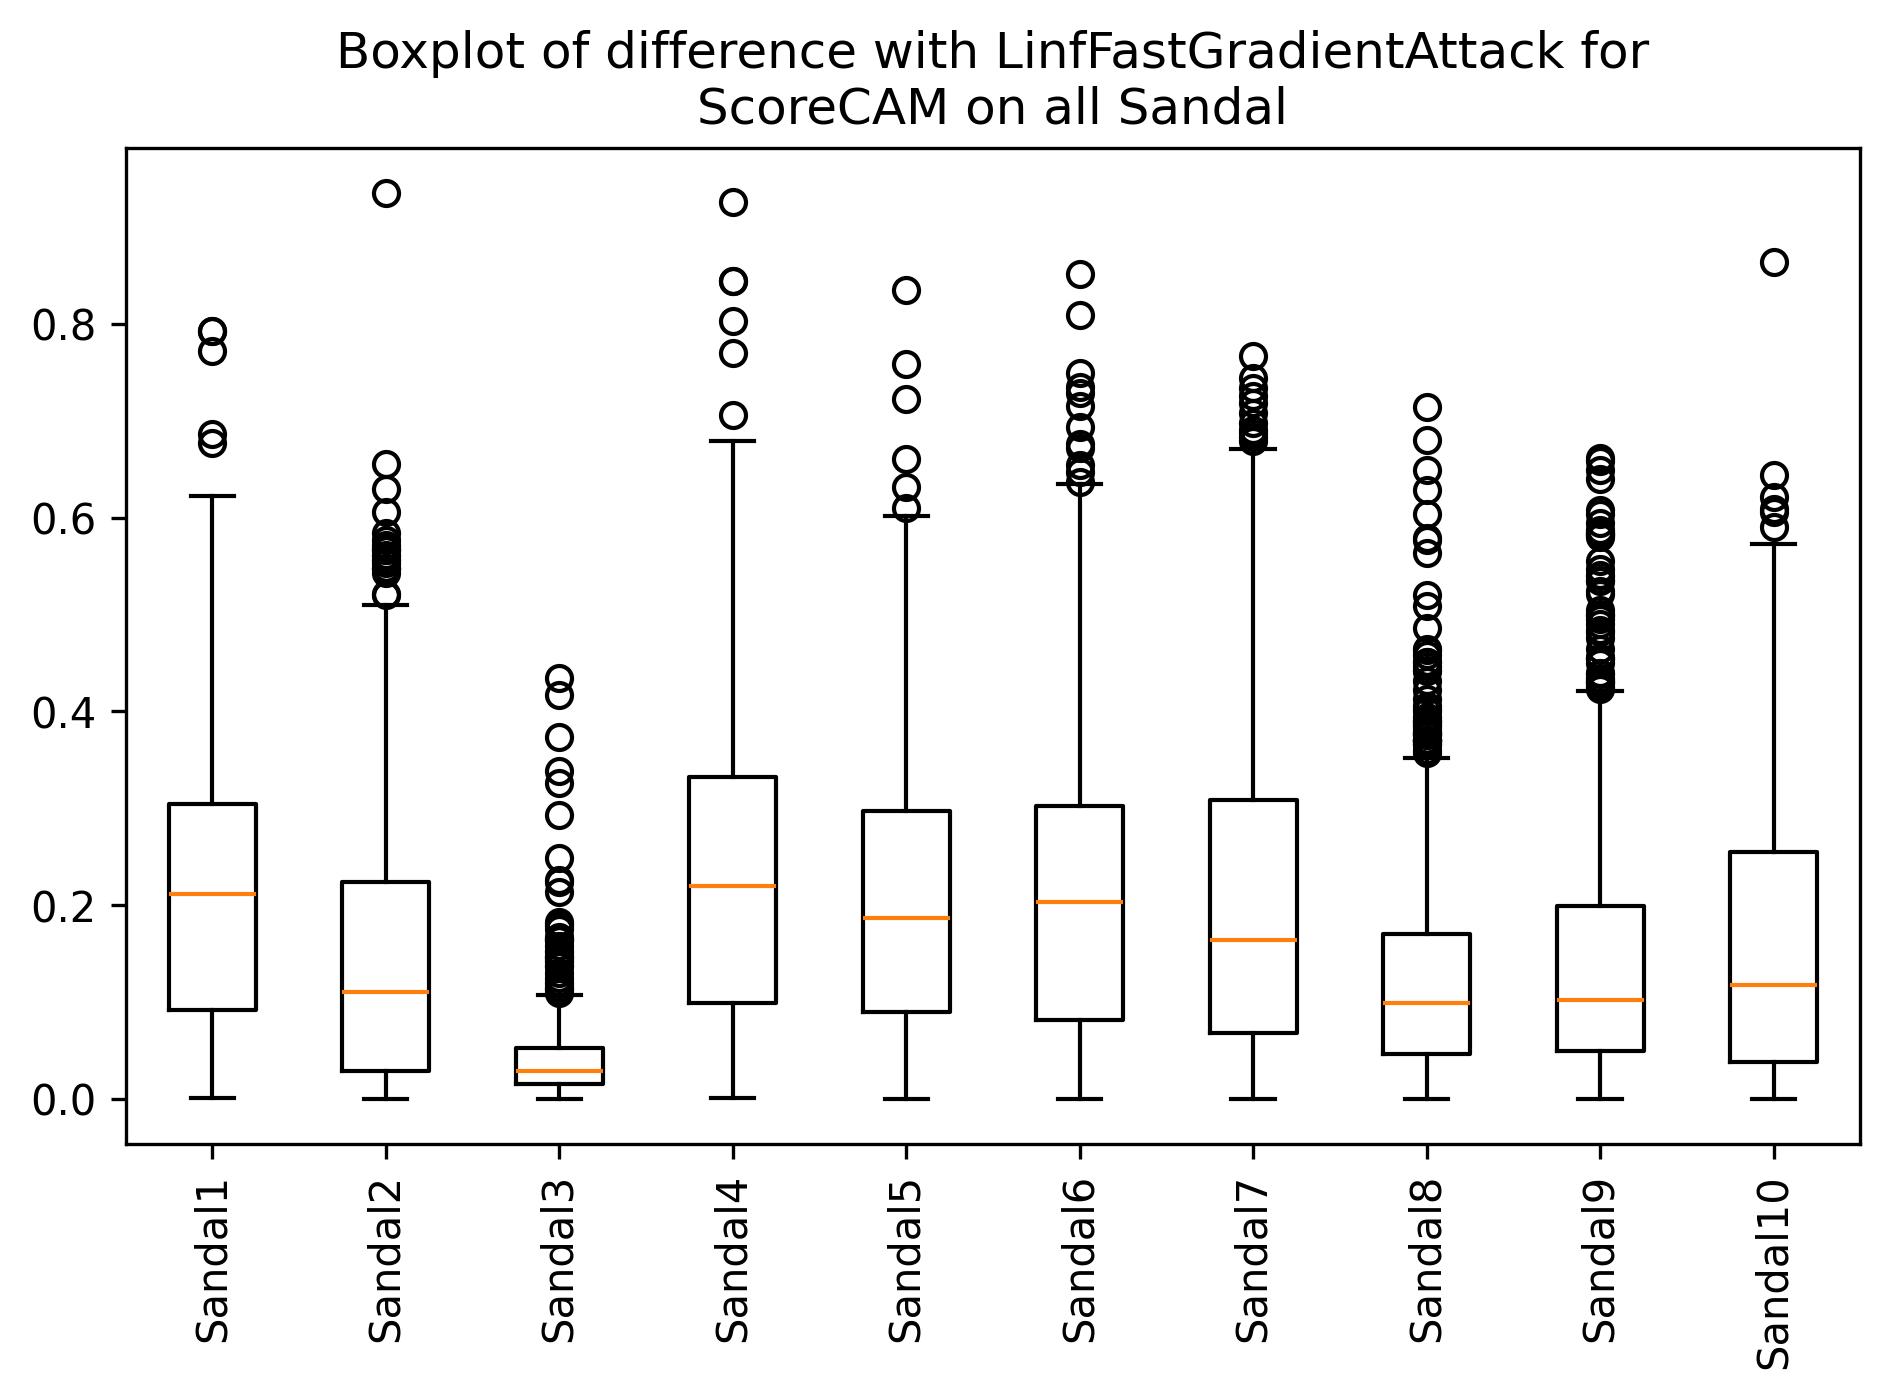 Boxplot of difference with LinfFastGradientAttack for
ScoreCAM on all Sandal
0.8
0.6
0.4
0.2
0.0
Sandal1
Sandal2
Sandal3
Sandal4
Sandal5
Sandal6
Sandal7
Sandal8
Sandal9
Sandal10